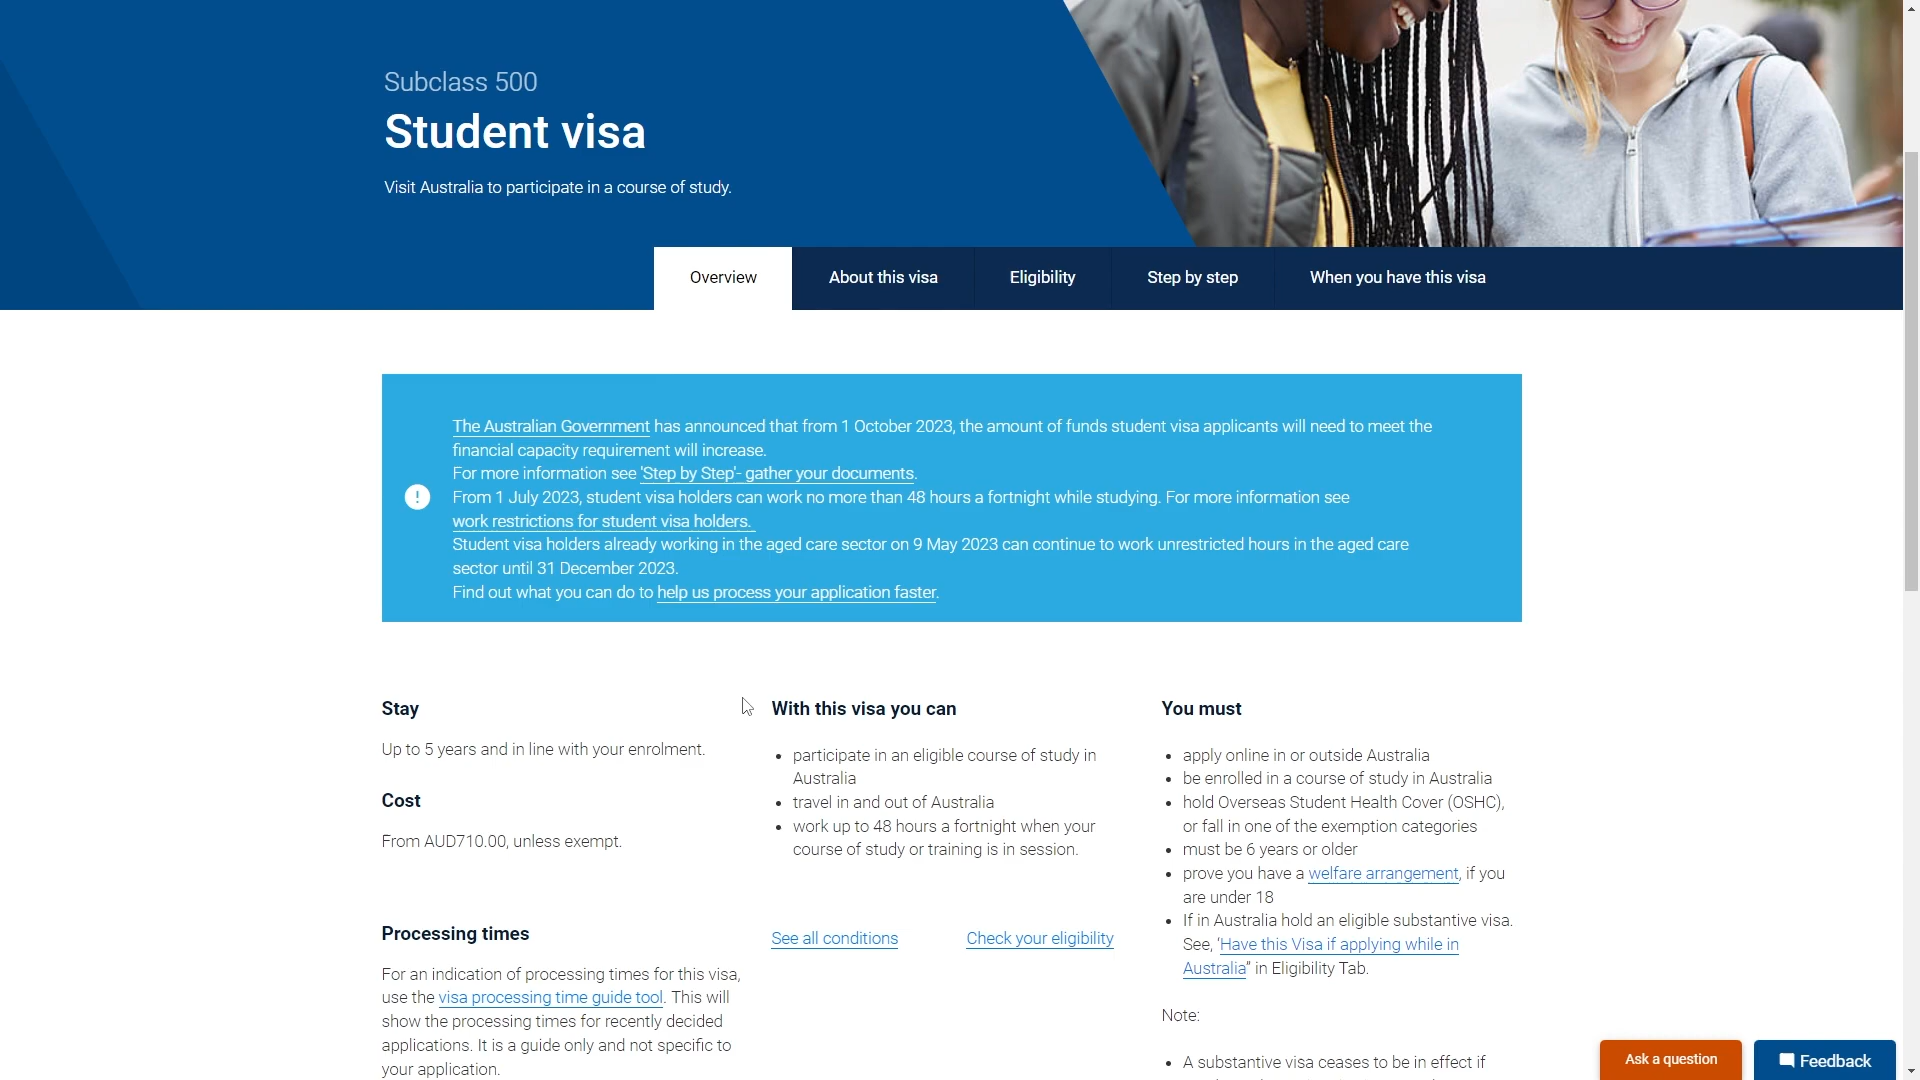 Subclass 500
Student visa
Visit Australia to participate in a course of study.
Overview
About this visa
Eligibility
Step by step
When you have this visa
The Australian Government has announced that from 1 October 2023, the amount of funds student visa applicants will need to meet the
financial capacity requirement will increase.
For more information see 'Step by Step'- gather your documents.
From 1 July 2023, student visa holders can work no more than 48 hours a fortnight while studying. For more information see
work restrictions for student visa holders.
Student visa holders already working in the aged care sector on 9 May 2023 can continue to work unrestricted hours in the aged care
sector until 31 December 2023.
Find out what you can do to help us process your application faster.
Stay
Up to 5 years and in line with your enrolment.
Cost
From AUD710.00, unless exempt.
Processing times
For an indication of processing times for this visa,
use the visa processing time guide tool. This will
show the processing times for recently decided
applications. It is a guide only and not specific to
your application.
With this visa you can
• participate in an eligible course of study in
Australia
• travel in and out of Australia
• work up to 48 hours a fortnight when your
course of study or training is in session.
See all conditions
Check your eligibility
You must
• apply online in or outside Australia
• be enrolled in a course of study in Australia
• hold Overseas Student Health Cover (OSHC),
or fall in one of the exemption categories
• must be 6 years or older
• prove you have a welfare arrangement, if you
are under 18
• If in Australia hold an eligible substantive visa.
See, 'Have this Visa if applying while in
Australia" in Eligibility Tab.
Note:
• A substantive visa ceases to be in effect if
Ask a question
Feedback